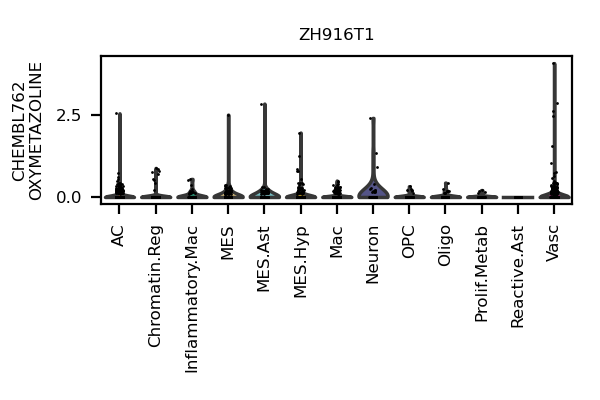 ZH916T1
CHEMBL762
OXYMETAZOLINE
2.5
0.0
AC
Chromatin.Reg
Inflammatory.Mac
MES
MES.Ast
MES.Hyp
Mac
Neuron
OPC
Oligo
Prolif.Metab
Reactive.Ast
Vasc